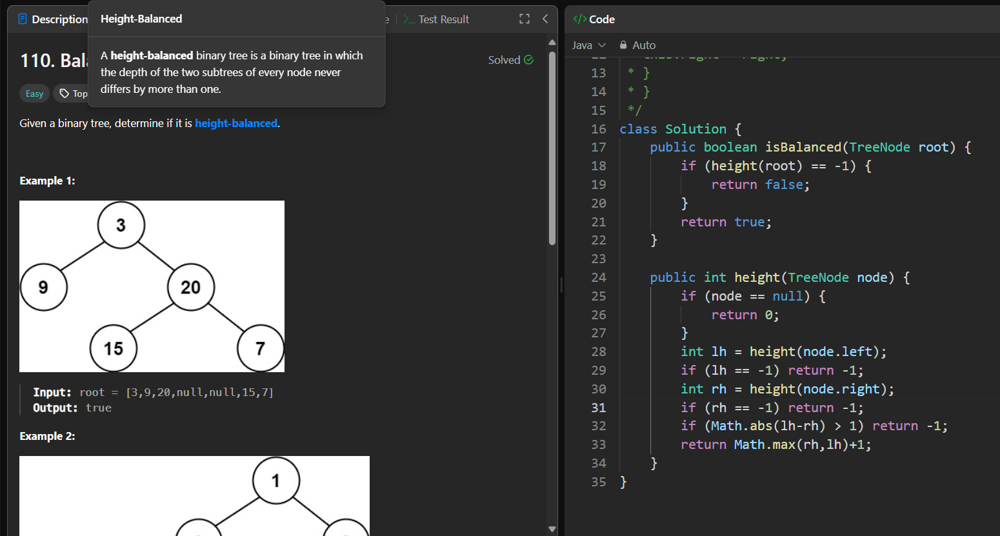 Description
Height-Balanced
Test Result
A height-balanced binary tree is a binary tree in which
the depth of the two subtrees of every node never
differs by more than one.
110. Bala
Solved
Easy
Top
Given a binary tree, determine if it is height-balanced.
Example 1:
3
9
20
15
7
Input: root = [3,9,20,null,null,15,7]
Output: true
Example 2:
1
</> Code
Java
Auto
13 * }
14 * }
15 */
16 class Solution {
17 public boolean isBalanced(TreeNode root) {
18 if (height(root) == -1) {
19 return false;
20 }
21 return true;
22 }
23
24 public int height(TreeNode node) {
25 if (node == null) {
26 return 0;
27 }
28 int lh = height(node.left);
29 if (lh == -1) return -1;
30 int rh = height(node.right);
31 if (rh == -1) return -1;
32 if (Math.abs(lh-rh) > 1) return -1;
33 return Math.max(rh,lh)+1;
34 }
35 }